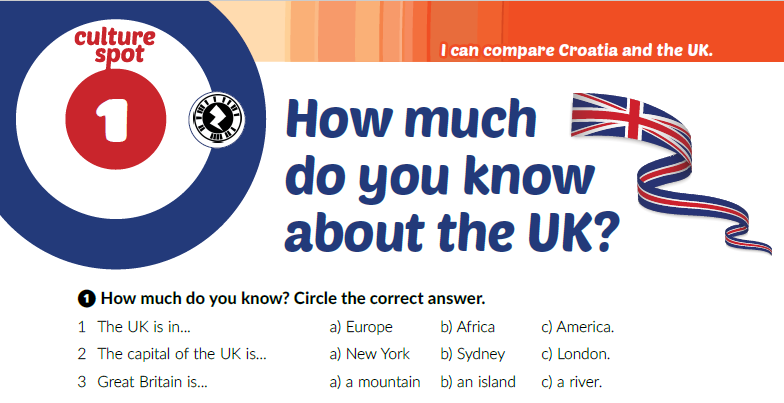 culture
spot
1
I can compare Croatia and the UK.
How much
do you know
about the UK?
1 How much do you know? Circle the correct answer.
1 The UK is in... a) Europe b) Africa c) America.
2 The capital of the UK is... a) New York b) Sydney c) London.
3 Great Britain is... a) a mountain b) an island c) a river.